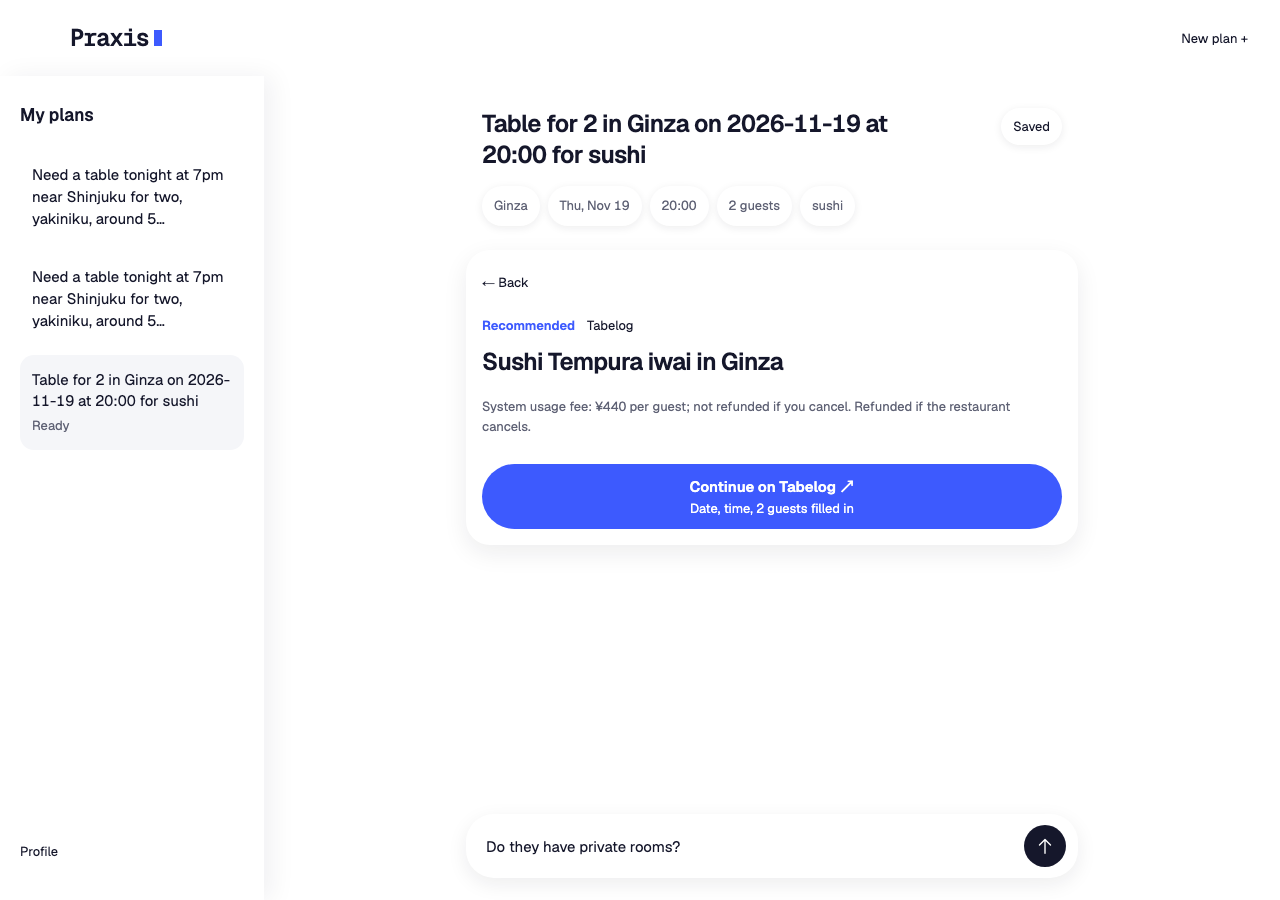 Praxis
New plan +
My plans
Need a table tonight at 7pm
near Shinjuku for two,
yakiniku, around 5...
Need a table tonight at 7pm
near Shinjuku for two,
yakiniku, around 5...
Table for 2 in Ginza on 2026-
11-19 at 20:00 for sushi
Ready
Profile
Table for 2 in Ginza on 2026-11-19 at
20:00 for sushi
Saved
Ginza
Thu, Nov 19
20:00
2 guests
sushi
← Back
Recommended Tabelog
Sushi Tempura iwai in Ginza
System usage fee: ¥440 per guest; not refunded if you cancel. Refunded if the restaurant
cancels.
Continue on Tabelog ↗
Date, time, 2 guests filled in
Do they have private rooms?